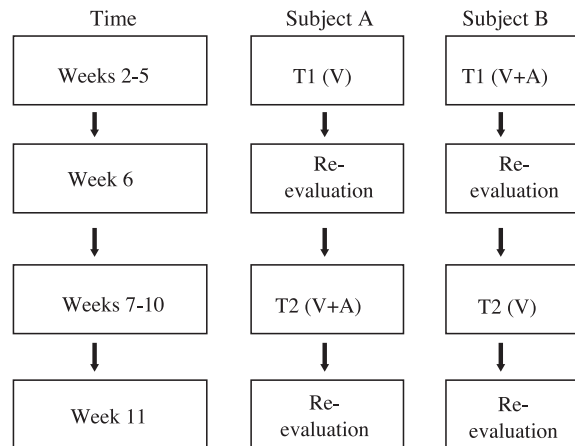 Time
Subject A
Subject B
Weeks 2-5
T1 (V)
T1 (V+A)
Week 6
Re-
evaluation
Re-
evaluation
Weeks 7-10
T2 (V+A)
T2 (V)
Week 11
Re-
evaluation
Re-
evaluation